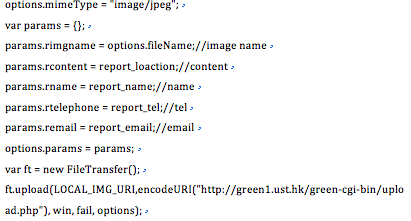 options.mimeType = "image/jpeg";
var params = {};
params.rimgname = options.fileName;//image name
params.rcontent = report_loaction;//content
params.rname = report_name;//name
params.rtelephone = report_tel;//tel
params.remail = report_email;//email
options.params = params;
var ft = new FileTransfer();
ft.upload(LOCAL_IMG_URI,encodeURI("http://green1.ust.hk/green-cgi-bin/uplo
ad.php"), win, fail, options);